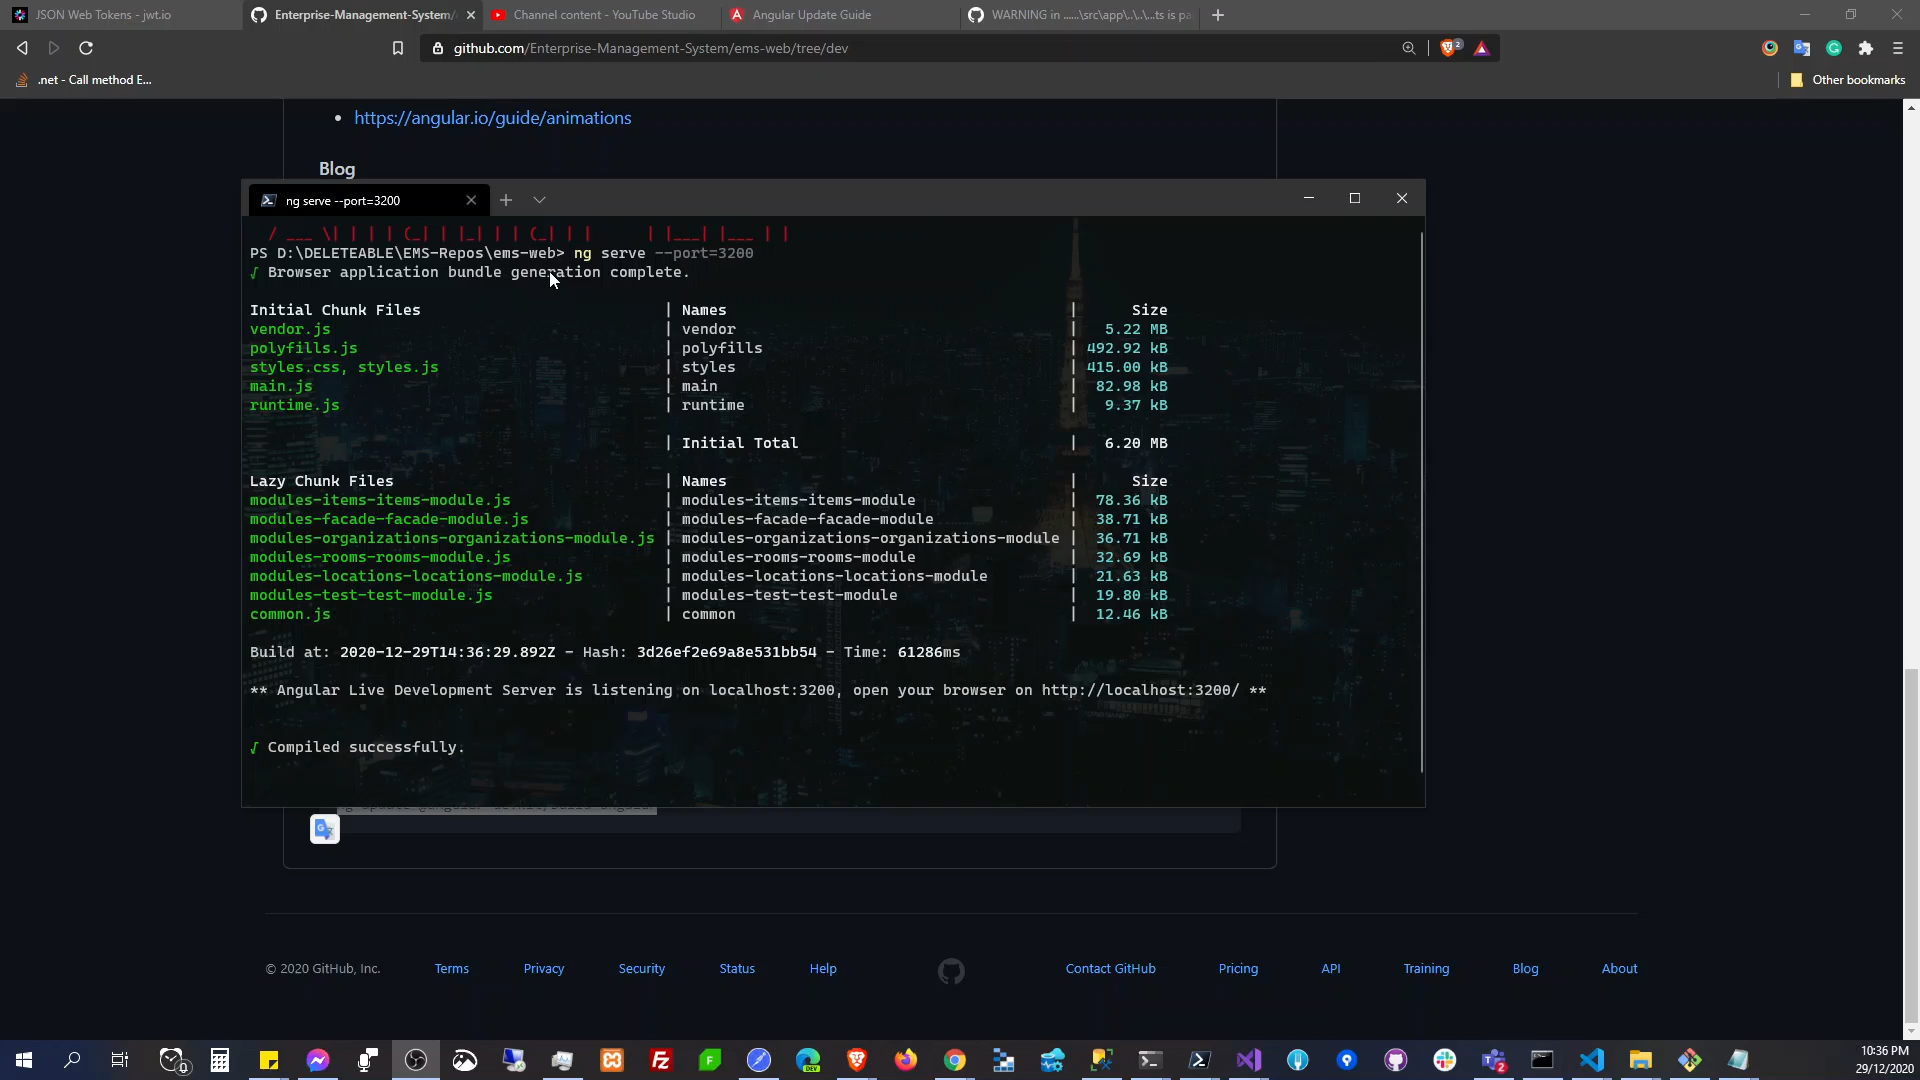 JSON Web Tokens - jwt.io
Enterprise-Management-System/
Channel content - YouTube Studio
Angular Update Guide
WARNING in ......\src\app\..\..\...ts is pa
github.com/Enterprise-Management-System/ems-web/tree/dev
2
.net - Call method E...
Other bookmarks
https://angular.io/guide/animations
Blog
ng serve --port=3200
PS D:\DELETEABLE\EMS-Repos\ems-web> ng serve --port=3200
√ Browser application bundle generation complete.
Initial Chunk Files | Names | Size
vendor.js | vendor | 5.22 MB
polyfills.js | polyfills | 492.92 kB
styles.css, styles.js | styles | 415.00 kB
main.js | main | 82.98 kB
runtime.js | runtime | 9.37 kB
| Initial Total | 6.20 MB
Lazy Chunk Files | Names | Size
modules-items-items-module.js | modules-items-items-module | 78.36 kB
modules-facade-facade-module.js | modules-facade-facade-module | 38.71 kB
modules-organizations-organizations-module.js | modules-organizations-organizations-module | 36.71 kB
modules-rooms-rooms-module.js | modules-rooms-rooms-module | 32.69 kB
modules-locations-locations-module.js | modules-locations-locations-module | 21.63 kB
modules-test-test-module.js | modules-test-test-module | 19.80 kB
common.js | common | 12.46 kB
Build at: 2020-12-29T14:36:29.892Z - Hash: 3d26ef2e69a8e531bb54 - Time: 61286ms
** Angular Live Development Server is listening on localhost:3200, open your browser on http://localhost:3200/ **
√ Compiled successfully.
© 2020 GitHub, Inc.
Terms
Privacy
Security
Status
Help
Contact GitHub
Pricing
API
Training
Blog
About
10:36 PM
29/12/2020